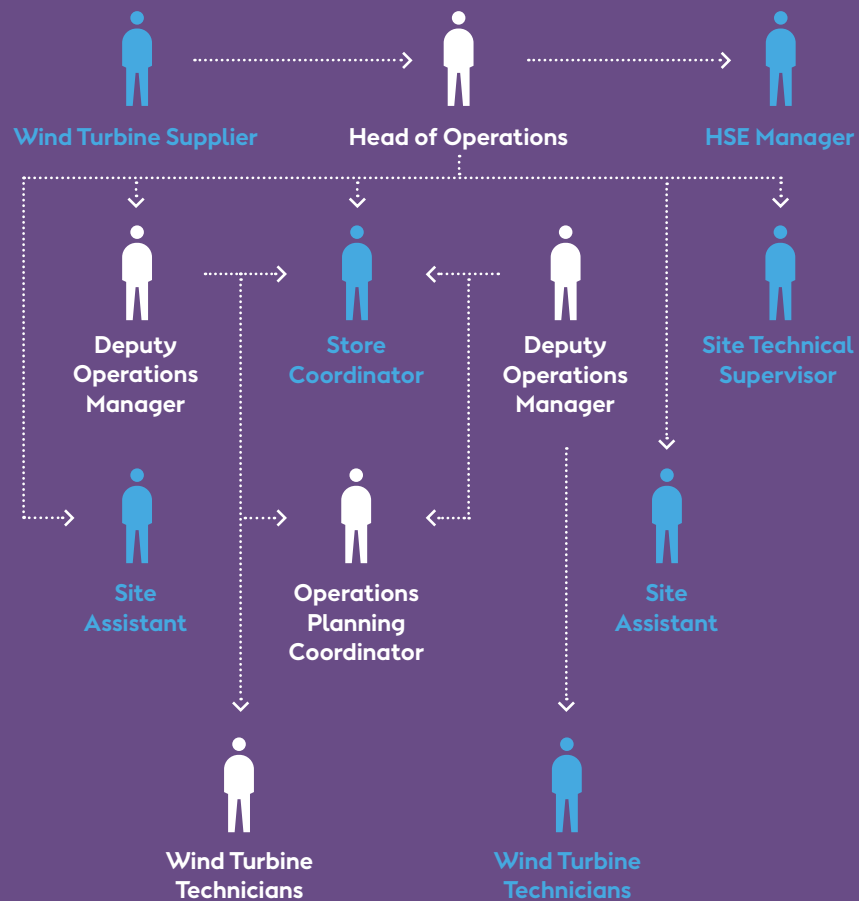 Wind Turbine Supplier
Head of Operations
HSE Manager
Deputy
Operations
Manager
Store
Coordinator
Deputy
Operations
Manager
Site Technical
Supervisor
Site
Assistant
Operations
Planning
Coordinator
Site
Assistant
Wind Turbine
Technicians
Wind Turbine
Technicians